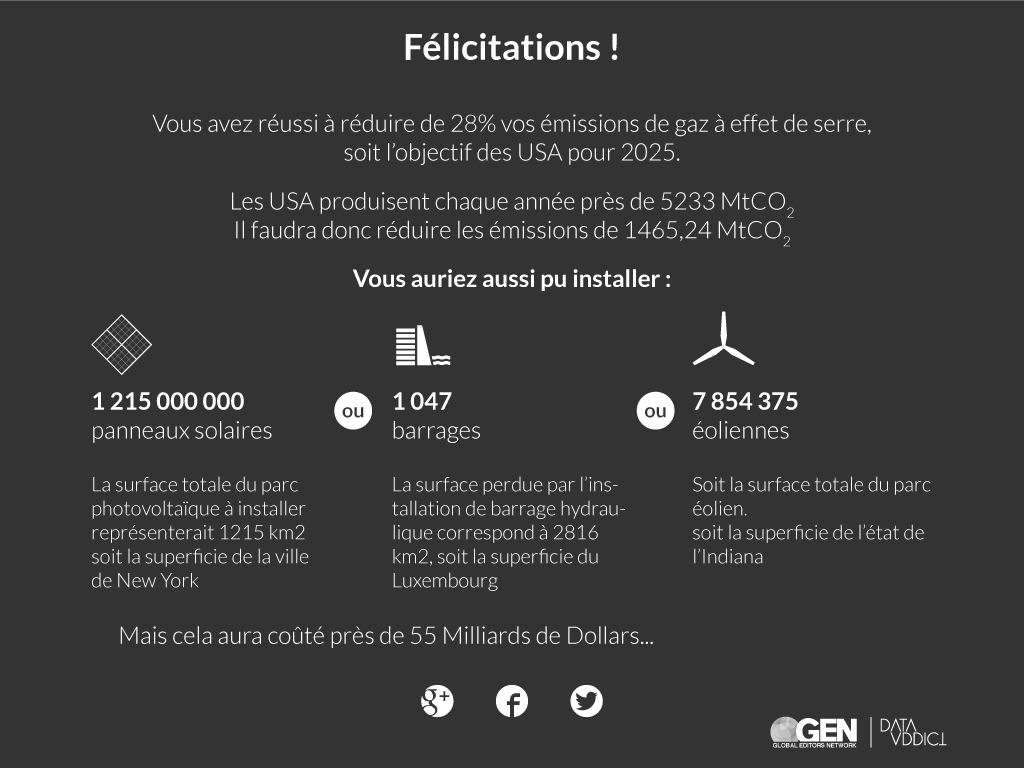 Félicitations !
Vous avez réussi à réduire de 28% vos émissions de gaz à effet de serre,
soit l'objectif des USA pour 2025.
Les USA produisent chaque année près de 5233 MtCO2
Il faudra donc réduire les émissions de 1465,24 MtCO2
Vous auriez aussi pu installer :
1 215 000 000
panneaux solaires
La surface totale du parc
photovoltaïque à installer
représenterait 1215 km2
soit la superficie de la ville
de New York
ou
1 047
barrages
La surface perdue par l'ins-
tallation de barrage hydrau-
lique correspond à 2816
km2, soit la superficie du
Luxembourg
ou
7 854 375
éoliennes
Soit la surface totale du parc
éolien.
soit la superficie de l'état de
l'Indiana
Mais cela aura coûté près de 55 Milliards de Dollars...
g+
GEN
GLOBAL EDITORS NETWORK
DATA
ADDICT